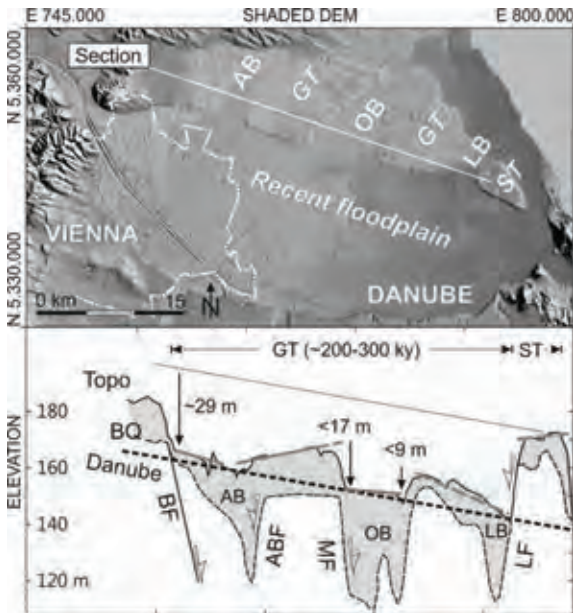 E 745.000 SHADED DEM E 800.000
N 5,360.000
N 5,330.000
Section
AB
GT
OB
GT
LB
ST
Recent floodplain
VIENNA
DANUBE
0 km 15
N
GT (~200-300 ky) ST
Topo
~29 m
180
<17 m
BQ
<9 m
Danube
160
ELEVATION
AB
140
OB
LB
BF
ABF
MF
LF
120 m